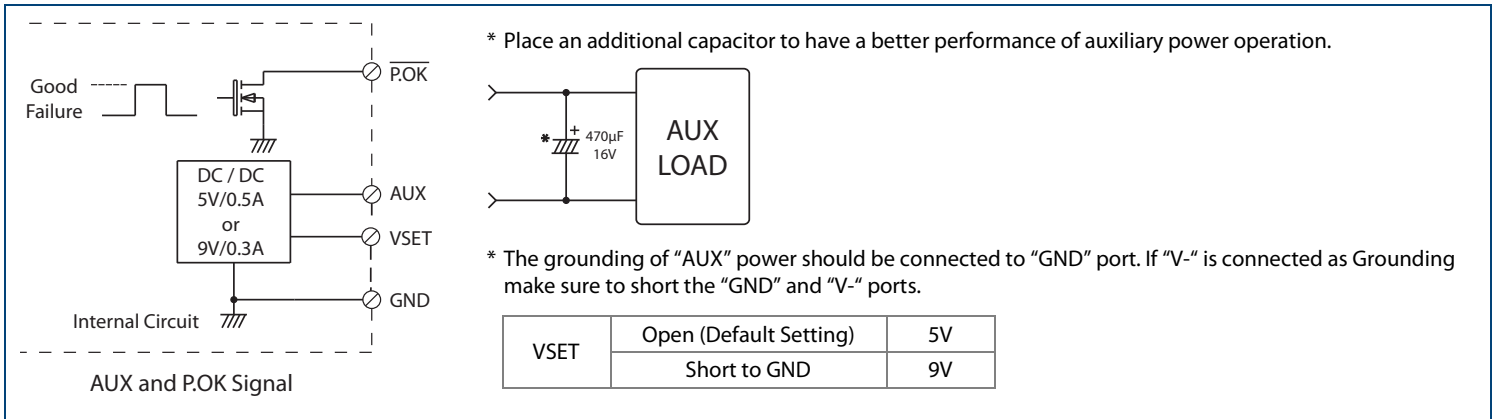 Good
Failure
P.OK
DC / DC
5V/0.5A
or
9V/0.3A
AUX
VSET
GND
Internal Circuit
AUX and P.OK Signal
* Place an additional capacitor to have a better performance of auxiliary power operation.
*
+
470µF
16V
AUX
LOAD
* The grounding of “AUX” power should be connected to “GND” port. If “V-“ is connected as Grounding
make sure to short the “GND” and “V-“ ports.
VSET
Open (Default Setting) 5V
Short to GND 9V